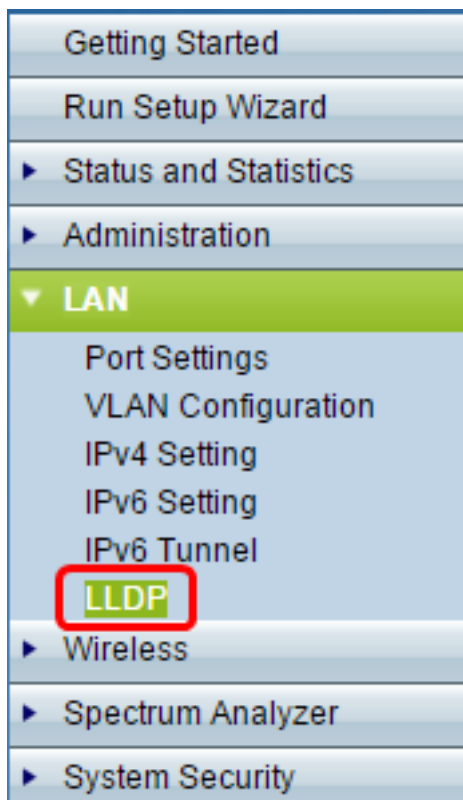 Getting Started
Run Setup Wizard
Status and Statistics
Administration
LAN
Port Settings
VLAN Configuration
IPv4 Setting
IPv6 Setting
IPv6 Tunnel
LLDP
Wireless
Spectrum Analyzer
System Security